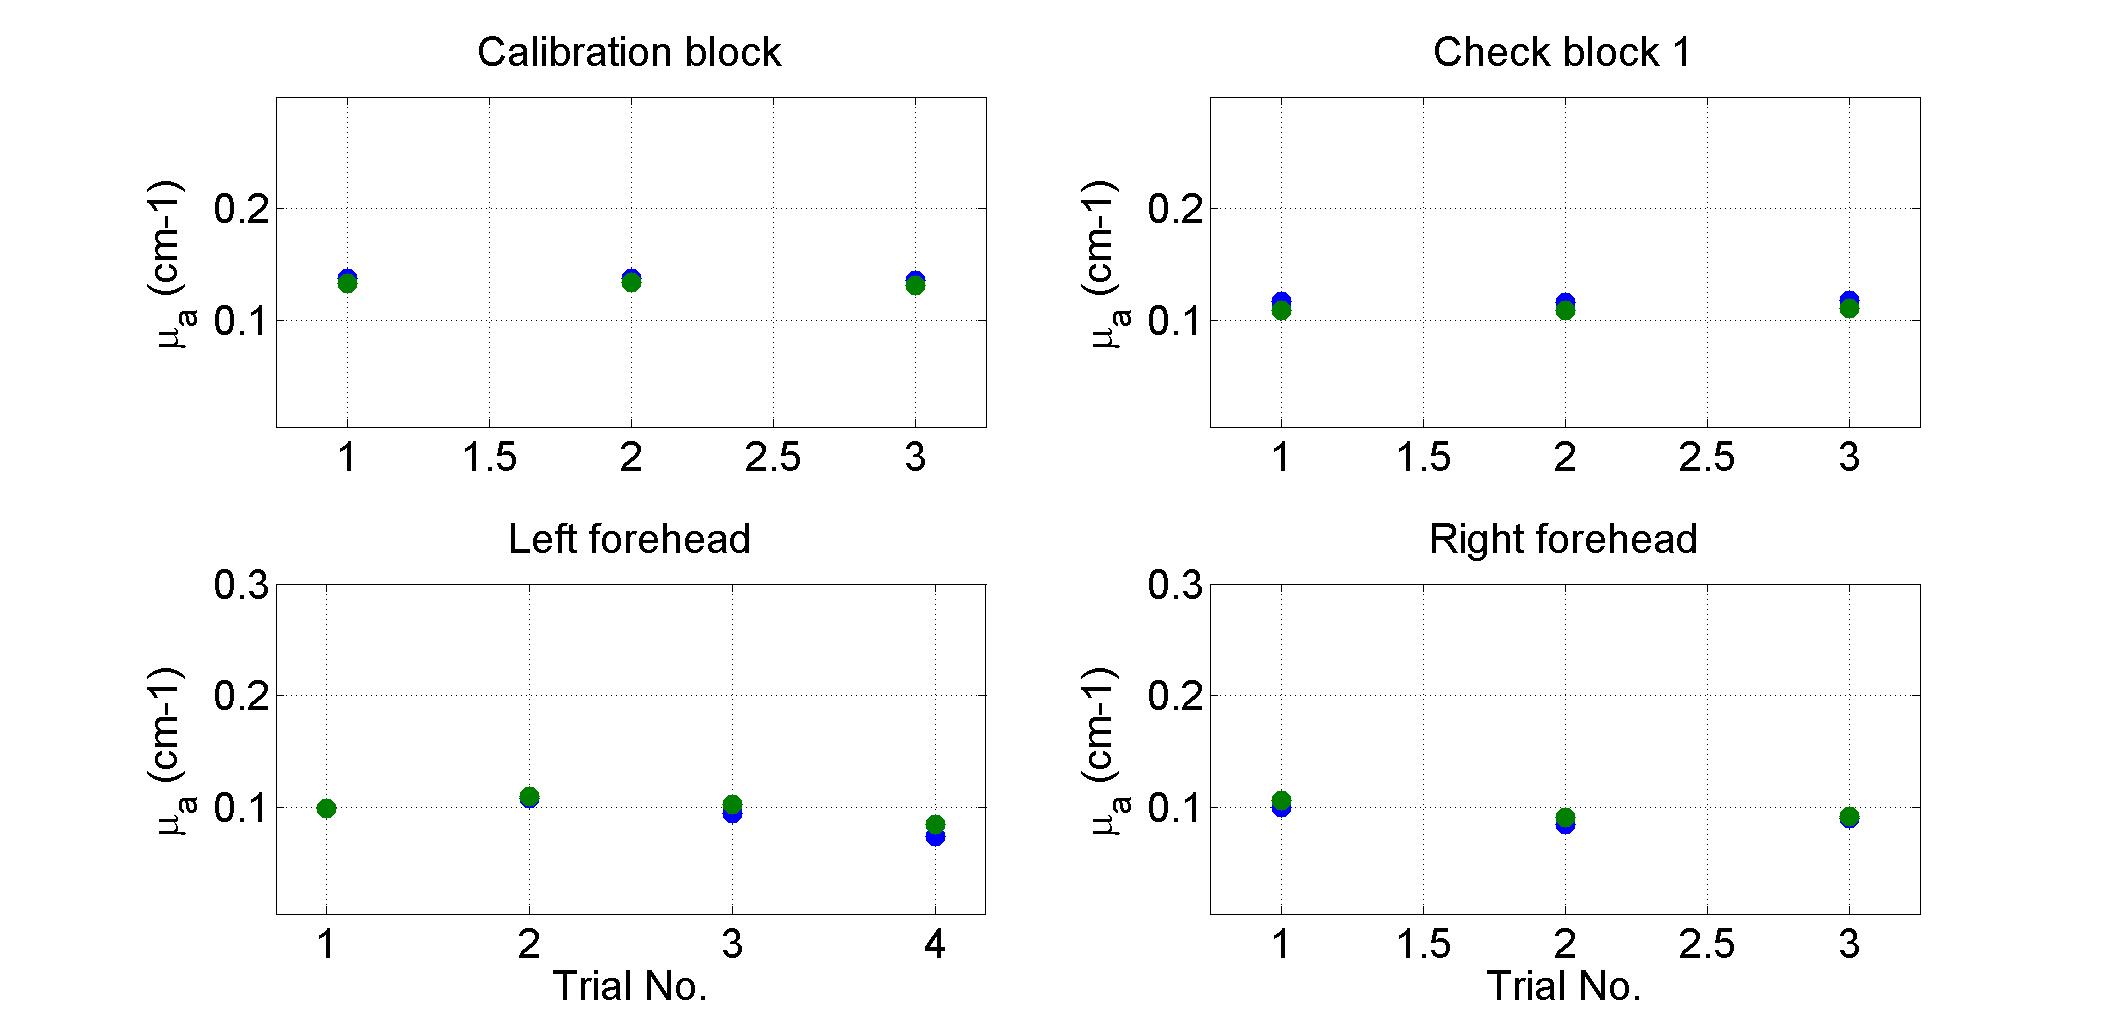 Calibration block
Check block 1
μa (cm-1)
0.2
0.1
1 1.5 2 2.5 3
μa (cm-1)
0.2
0.1
1 1.5 2 2.5 3
Left forehead
Right forehead
μa (cm-1)
0.3
0.2
0.1
1 2 3 4
Trial No.
μa (cm-1)
0.3
0.2
0.1
1 1.5 2 2.5 3
Trial No.